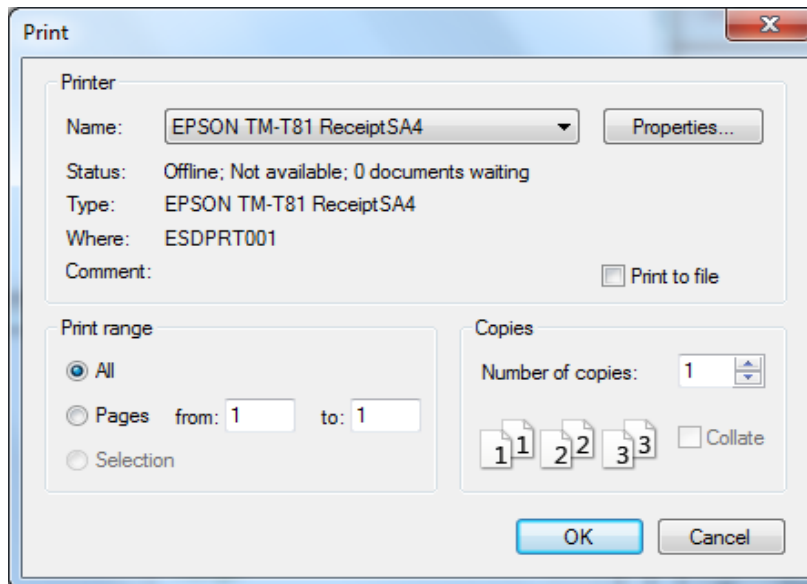 Print
Printer
Name: EPSON TM-T81 ReceiptSA4 Properties...
Status: Offline; Not available; 0 documents waiting
Type: EPSON TM-T81 ReceiptSA4
Where: ESDPRT001
Comment: Print to file
Print range
All
Pages from: 1 to: 1
Selection
Copies
Number of copies: 1
1 1 2 2 3 3 Collate
OK Cancel